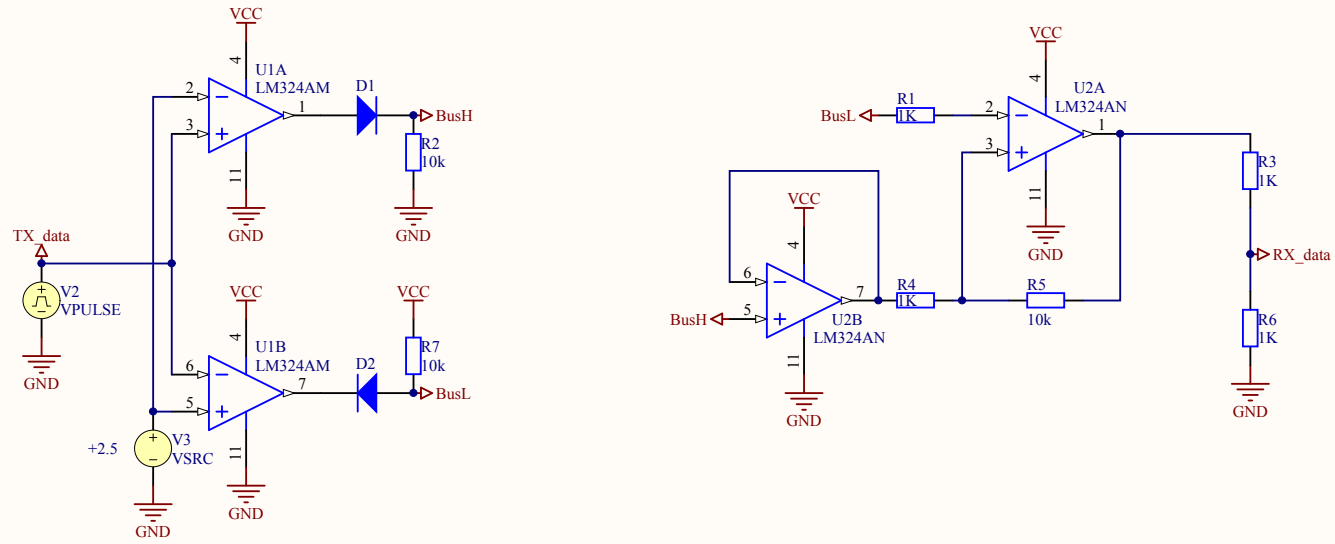 VCC
4
U1A
LM324AM
2
3
1
11
GND
D1
BusH
R2
10k
GND
TX_data
V2
VPULSE
GND
VCC
4
U1B
LM324AM
6
5
7
11
GND
D2
VCC
R7
10k
BusL
+2.5
V3
VSRC
GND
VCC
4
U2A
LM324AN
BusL
R1
1K
2
3
1
11
GND
R3
1K
RX_data
R6
1K
GND
VCC
4
6
5
7
BusH
U2B
LM324AN
11
GND
R4
1K
R5
10k